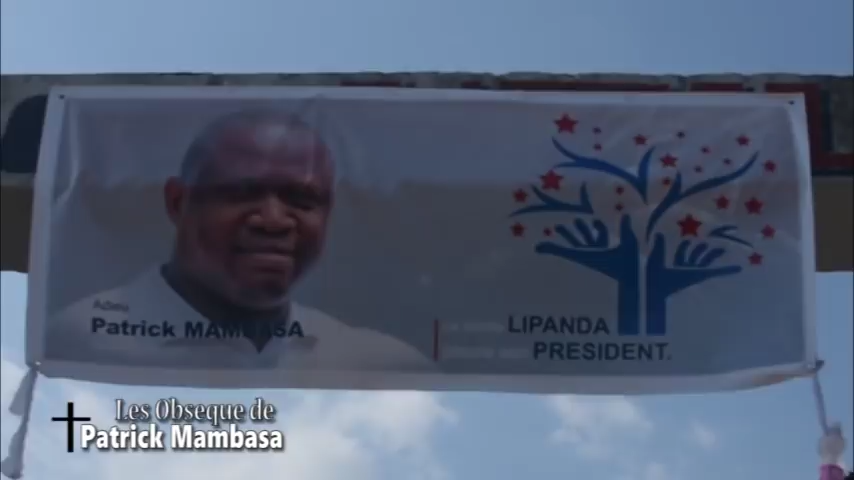 Adieu
Patrick MAMBASA
LIPANDA
PRESIDENT.
Les Obseque de
Patrick Mambasa